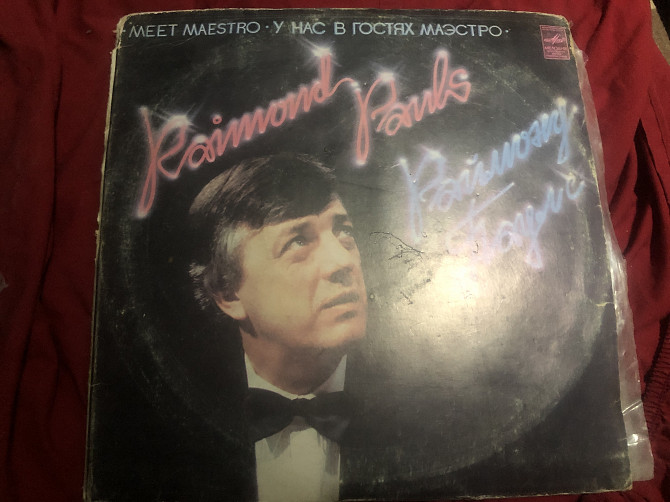 · MEET MAESTRO · У НАС В ГОСТЯХ МАЭСТРО ·
Raimond Pauls
Раймонд
Паулс